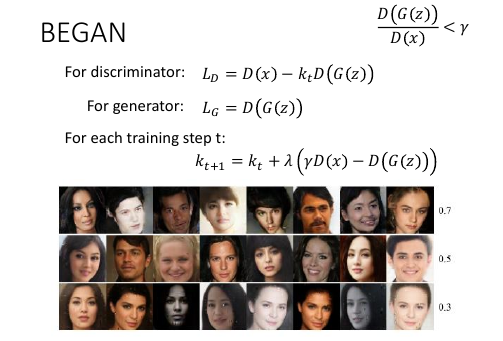 BEGAN
D(G(z)) / D(x) < γ
For discriminator: L_D = D(x) − k_t D(G(z))
For generator: L_G = D(G(z))
For each training step t:
k_{t+1} = k_t + λ(γD(x) − D(G(z)))
0.7
0.5
0.3